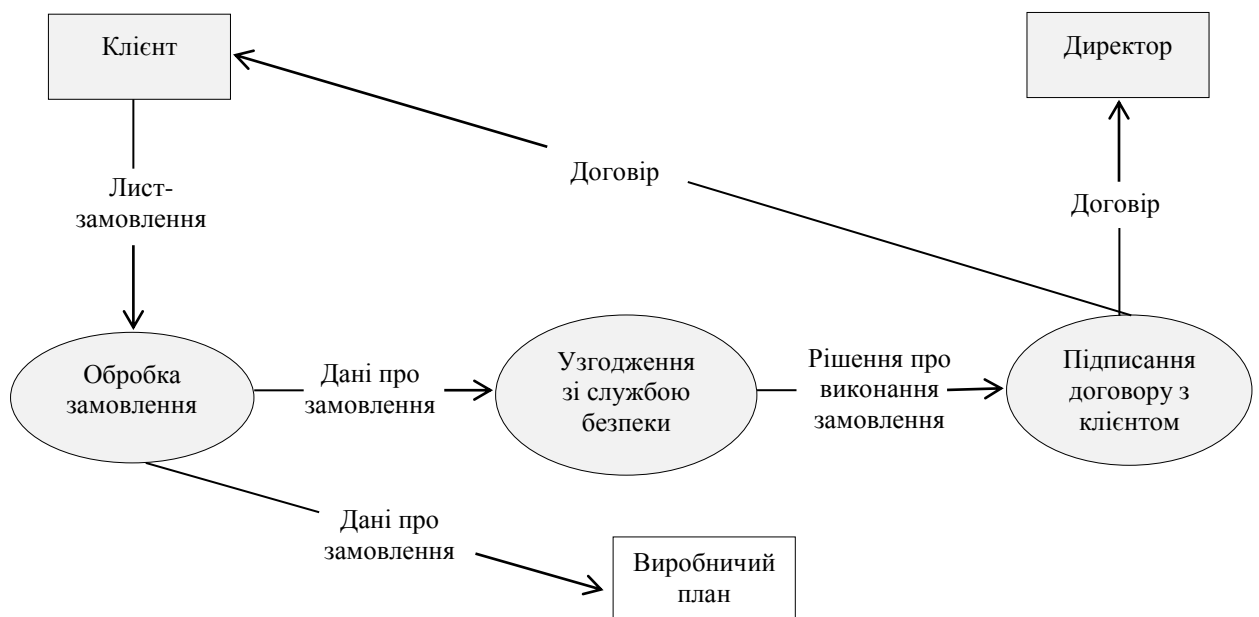 Клієнт
Директор
Договір
Лист-
замовлення
Договір
Обробка
замовлення
Дані про
замовлення
Узгодження
зі службою
безпеки
Рішення про
виконання
замовлення
Підписання
договору з
клієнтом
Дані про
замовлення
Виробничий
план